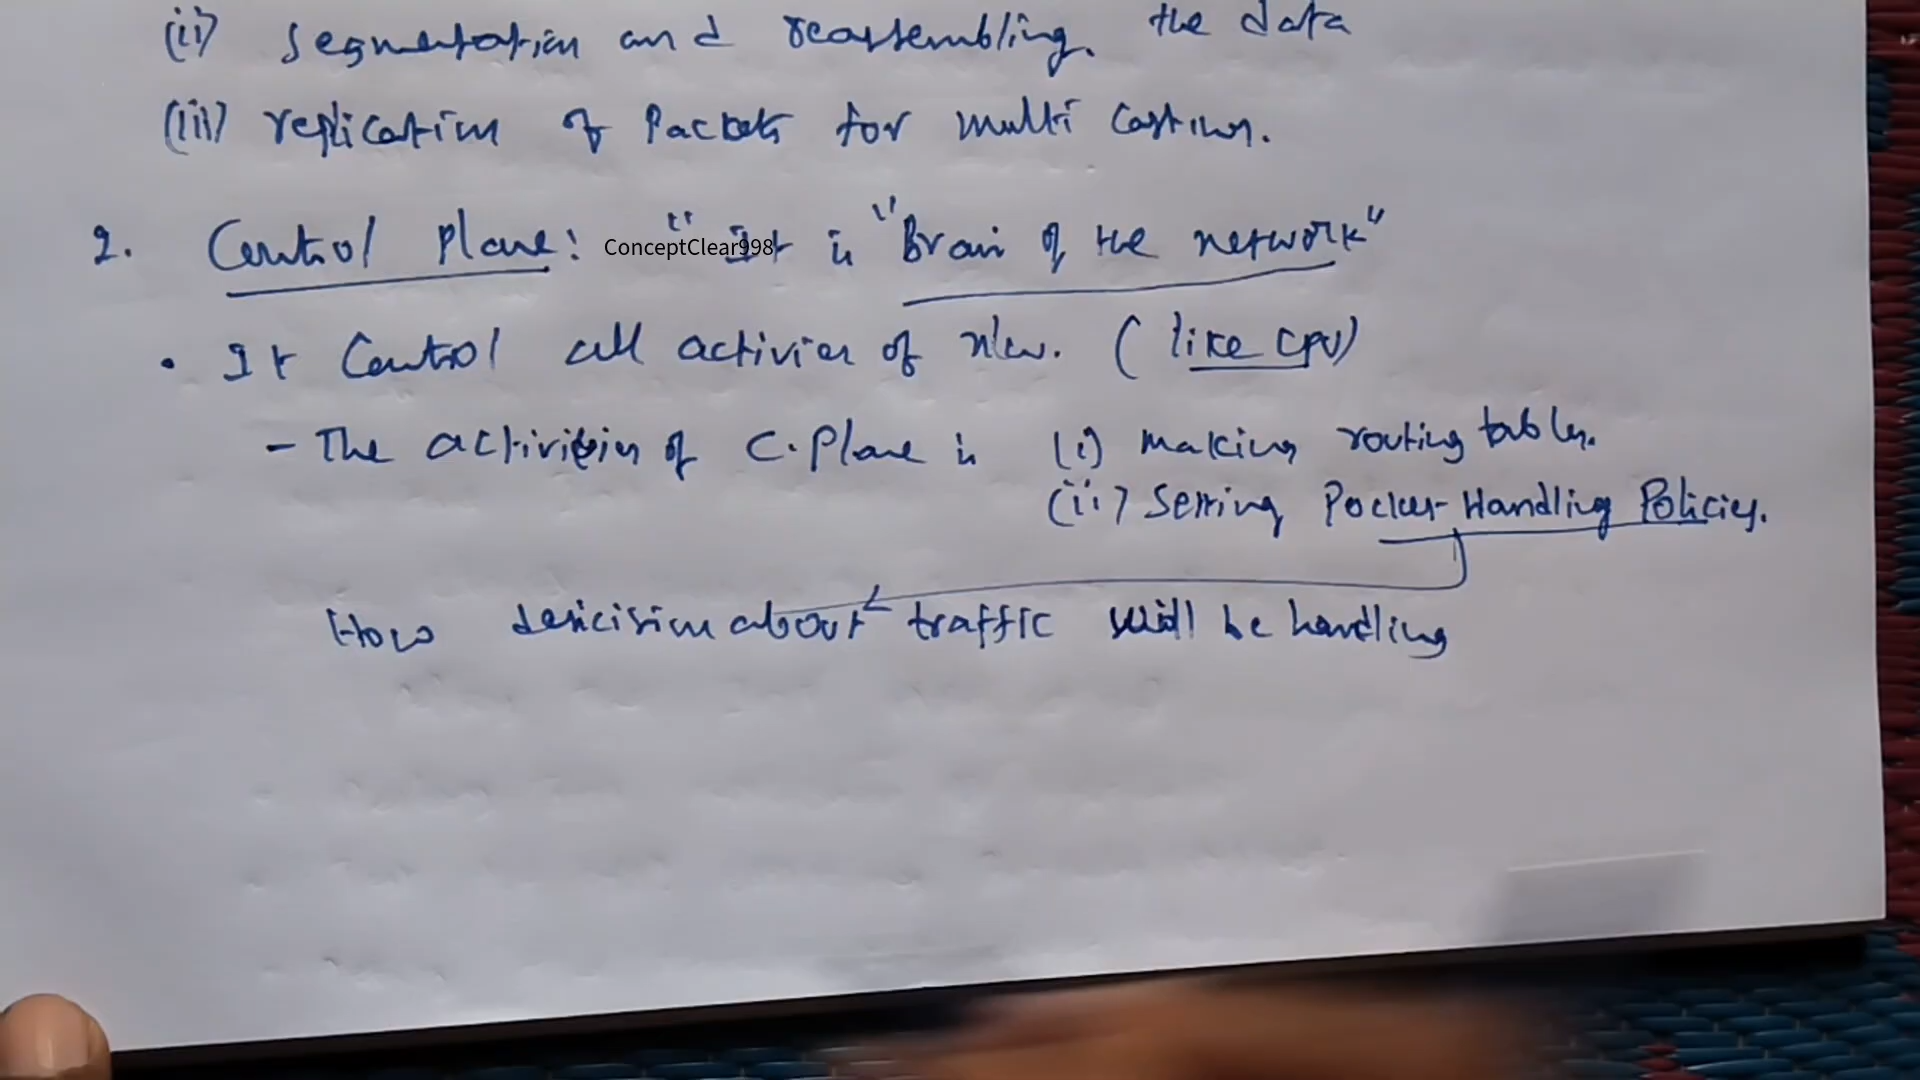 (ii) Segmentation and reassembling. the data
(iii) replication of Packets for multi casting.
2. Control Plane: "It is "Brain of the network"
ConceptClear998
• It Control all activies of n/w. (like CPU)
- The activities of C.Plane is (i) making routing tables.
(ii) Setting Packet-Handling Policies.
How desicision about traffic will be handling